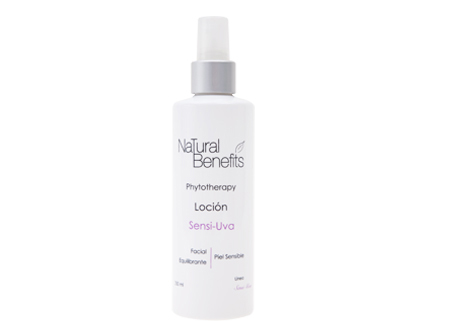 Natural
Benefits
Phytotherapy
Loción
Sensi-Uva
Facial
Equilibrante
Piel Sensible